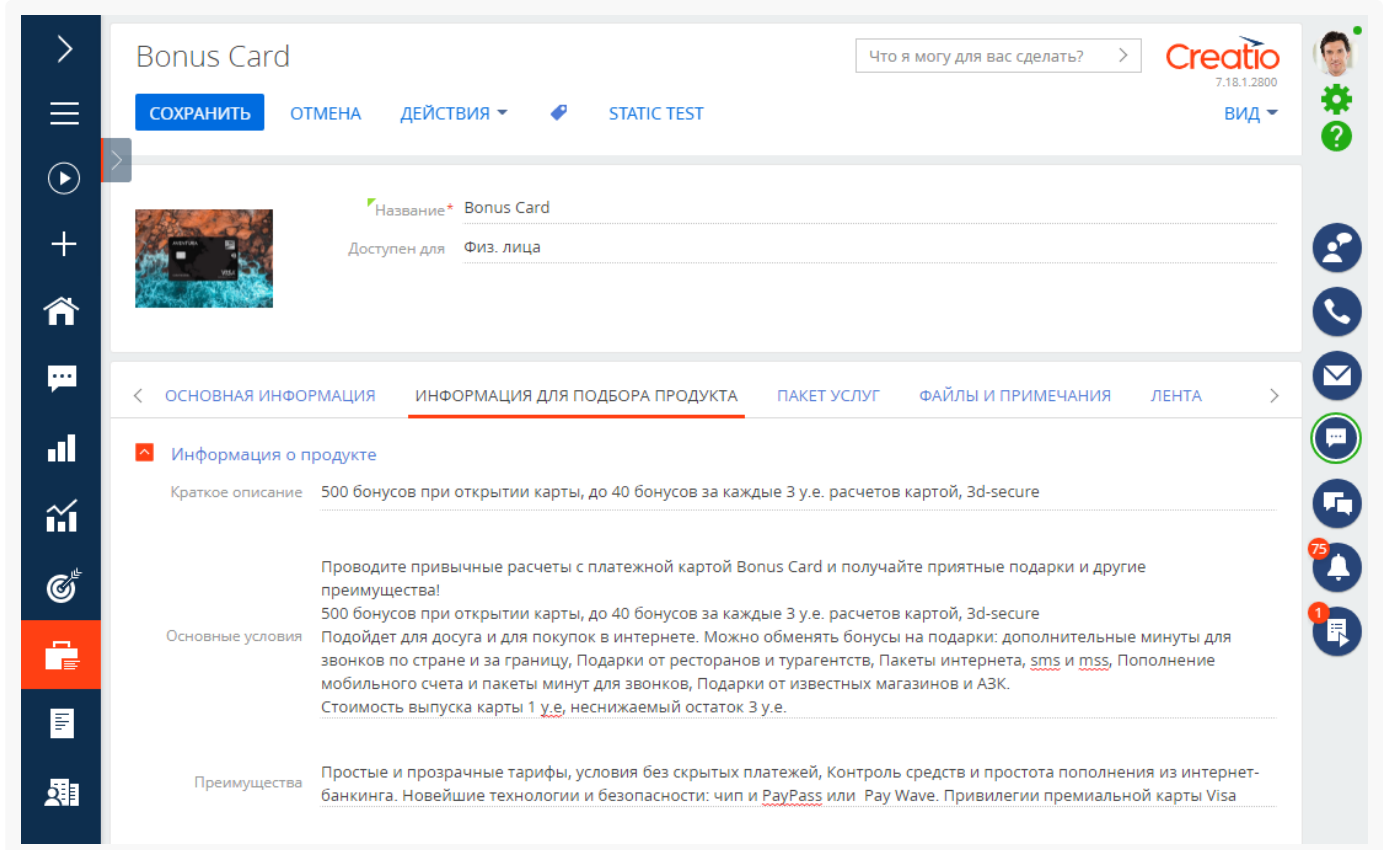 Bonus Card
Что я могу для вас сделать?
Creatio
7.18.1.2800
СОХРАНИТЬ
ОТМЕНА
ДЕЙСТВИЯ
STATIC TEST
ВИД
Название* Bonus Card
Доступен для Физ. лица
AVENTURA
VISA
ОСНОВНАЯ ИНФОРМАЦИЯ
ИНФОРМАЦИЯ ДЛЯ ПОДБОРА ПРОДУКТА
ПАКЕТ УСЛУГ
ФАЙЛЫ И ПРИМЕЧАНИЯ
ЛЕНТА
Информация о продукте
Краткое описание 500 бонусов при открытии карты, до 40 бонусов за каждые 3 у.е. расчетов картой, 3d-secure
Проводите привычные расчеты с платежной картой Bonus Card и получайте приятные подарки и другие
преимущества!
500 бонусов при открытии карты, до 40 бонусов за каждые 3 у.е. расчетов картой, 3d-secure
Основные условия Подойдет для досуга и для покупок в интернете. Можно обменять бонусы на подарки: дополнительные минуты для
звонков по стране и за границу, Подарки от ресторанов и турагентств, Пакеты интернета, sms и mss, Пополнение
мобильного счета и пакеты минут для звонков, Подарки от известных магазинов и АЗК.
Стоимость выпуска карты 1 у.е, неснижаемый остаток 3 у.е.
Преимущества Простые и прозрачные тарифы, условия без скрытых платежей, Контроль средств и простота пополнения из интернет-
банкинга. Новейшие технологии и безопасности: чип и PayPass или Pay Wave. Привилегии премиальной карты Visa
75
1